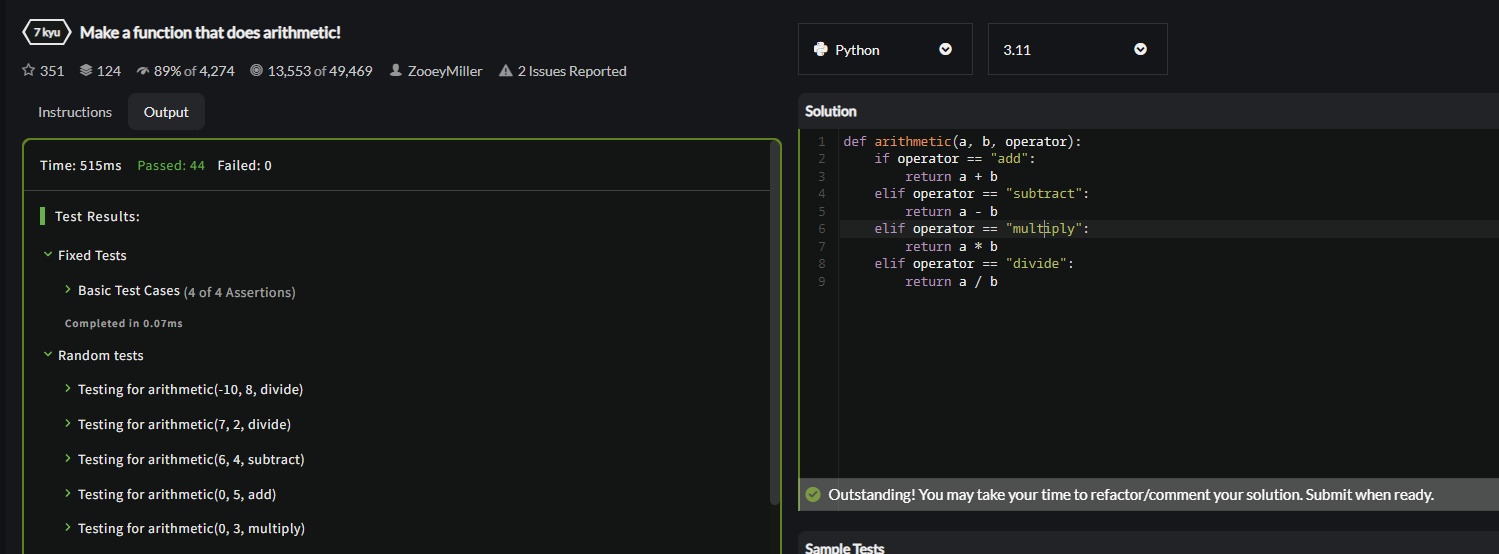 7 kyu Make a function that does arithmetic!
351 124 89% of 4,274 13,553 of 49,469 ZooeyMiller 2 Issues Reported
Instructions Output
Time: 515ms Passed: 44 Failed: 0
Test Results:
Fixed Tests
Basic Test Cases (4 of 4 Assertions)
Completed in 0.07ms
Random tests
Testing for arithmetic(-10, 8, divide)
Testing for arithmetic(7, 2, divide)
Testing for arithmetic(6, 4, subtract)
Testing for arithmetic(0, 5, add)
Testing for arithmetic(0, 3, multiply)
Python 3.11
Solution
1 def arithmetic(a, b, operator):
2     if operator == "add":
3         return a + b
4     elif operator == "subtract":
5         return a - b
6     elif operator == "multiply":
7         return a * b
8     elif operator == "divide":
9         return a / b
Outstanding! You may take your time to refactor/comment your solution. Submit when ready.
Sample Tests